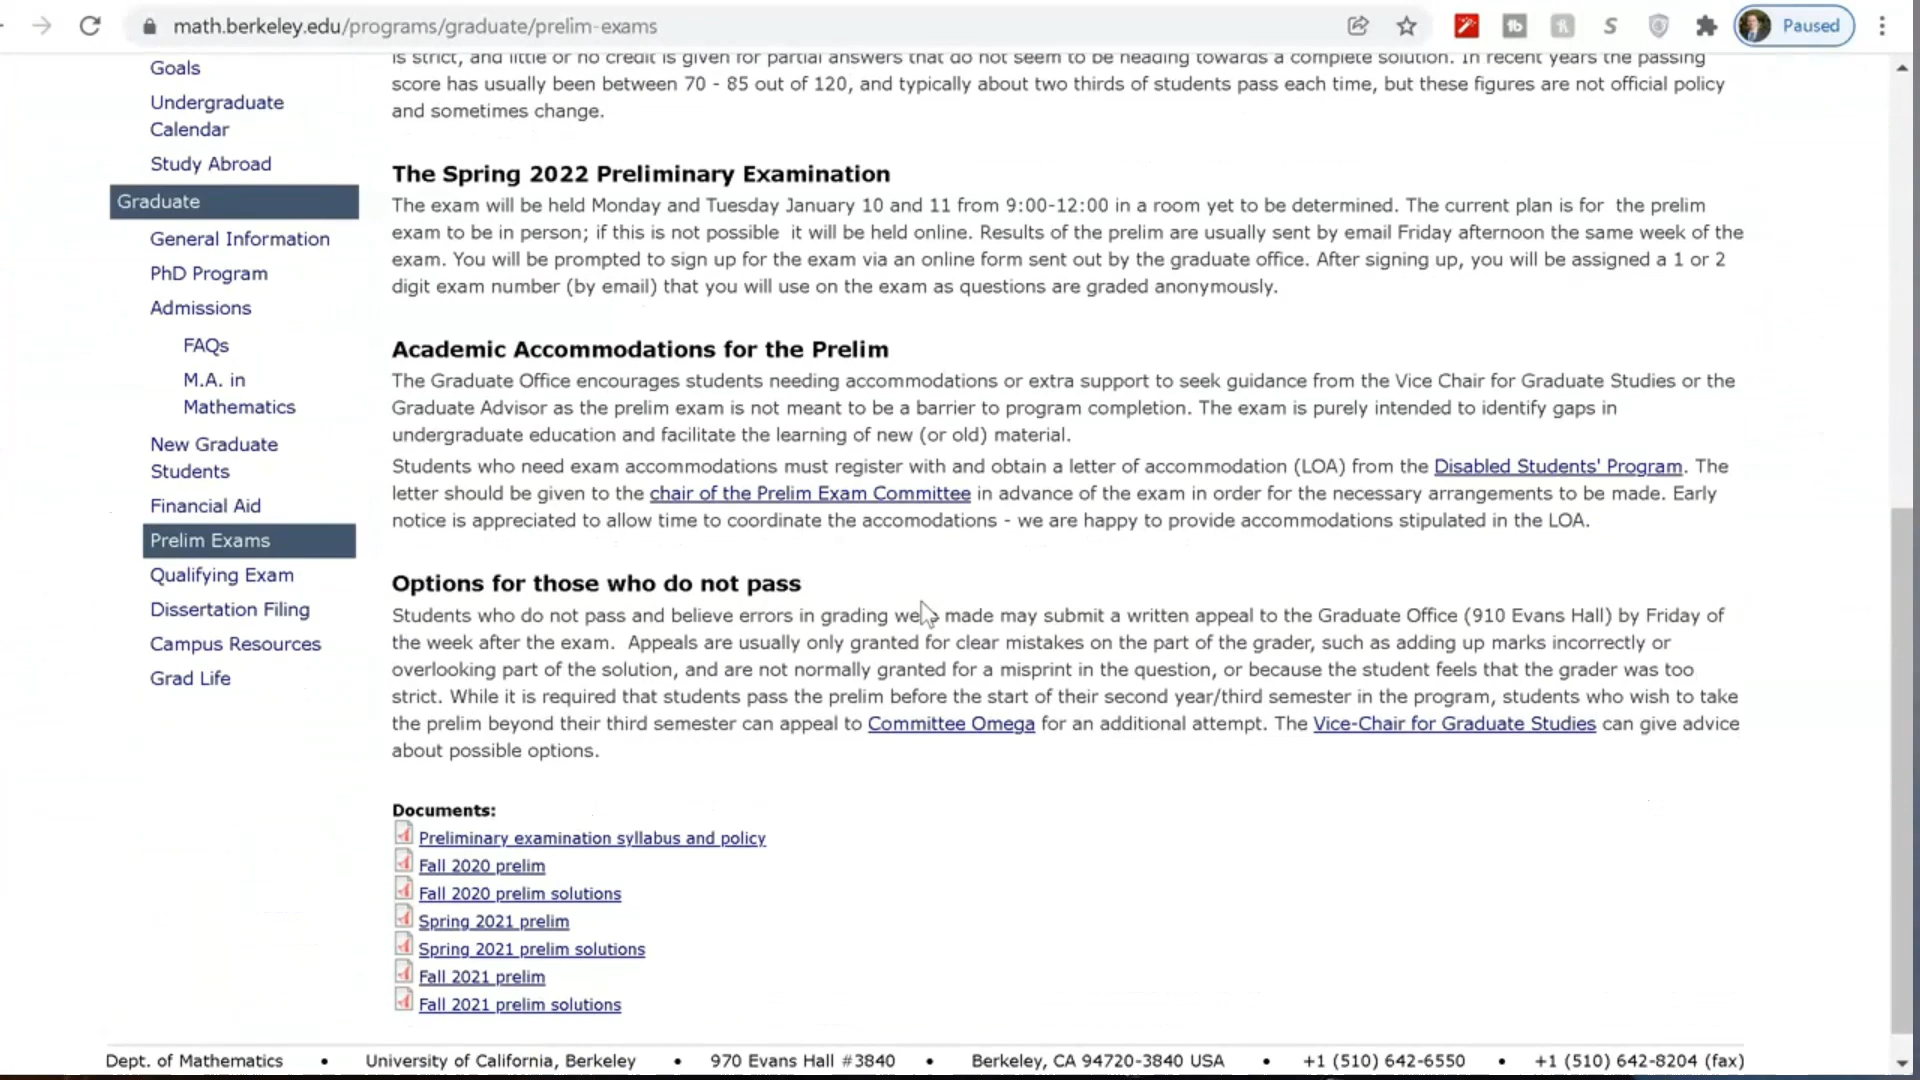 math.berkeley.edu/programs/graduate/prelim-exams
Paused
Goals
Undergraduate
Calendar
Study Abroad
Graduate
General Information
PhD Program
Admissions
FAQs
M.A. in
Mathematics
New Graduate
Students
Financial Aid
Prelim Exams
Qualifying Exam
Dissertation Filing
Campus Resources
Grad Life
is strict, and little or no credit is given for partial answers that do not seem to be heading towards a complete solution. In recent years the passing
score has usually been between 70 - 85 out of 120, and typically about two thirds of students pass each time, but these figures are not official policy
and sometimes change.
The Spring 2022 Preliminary Examination
The exam will be held Monday and Tuesday January 10 and 11 from 9:00-12:00 in a room yet to be determined. The current plan is for the prelim
exam to be in person; if this is not possible it will be held online. Results of the prelim are usually sent by email Friday afternoon the same week of the
exam. You will be prompted to sign up for the exam via an online form sent out by the graduate office. After signing up, you will be assigned a 1 or 2
digit exam number (by email) that you will use on the exam as questions are graded anonymously.
Academic Accommodations for the Prelim
The Graduate Office encourages students needing accommodations or extra support to seek guidance from the Vice Chair for Graduate Studies or the
Graduate Advisor as the prelim exam is not meant to be a barrier to program completion. The exam is purely intended to identify gaps in
undergraduate education and facilitate the learning of new (or old) material.
Students who need exam accommodations must register with and obtain a letter of accommodation (LOA) from the Disabled Students' Program. The
letter should be given to the chair of the Prelim Exam Committee in advance of the exam in order for the necessary arrangements to be made. Early
notice is appreciated to allow time to coordinate the accomodations - we are happy to provide accommodations stipulated in the LOA.
Options for those who do not pass
Students who do not pass and believe errors in grading were made may submit a written appeal to the Graduate Office (910 Evans Hall) by Friday of
the week after the exam. Appeals are usually only granted for clear mistakes on the part of the grader, such as adding up marks incorrectly or
overlooking part of the solution, and are not normally granted for a misprint in the question, or because the student feels that the grader was too
strict. While it is required that students pass the prelim before the start of their second year/third semester in the program, students who wish to take
the prelim beyond their third semester can appeal to Committee Omega for an additional attempt. The Vice-Chair for Graduate Studies can give advice
about possible options.
Documents:
Preliminary examination syllabus and policy
Fall 2020 prelim
Fall 2020 prelim solutions
Spring 2021 prelim
Spring 2021 prelim solutions
Fall 2021 prelim
Fall 2021 prelim solutions
Dept. of Mathematics • University of California, Berkeley • 970 Evans Hall #3840 • Berkeley, CA 94720-3840 USA • +1 (510) 642-6550 • +1 (510) 642-8204 (fax)